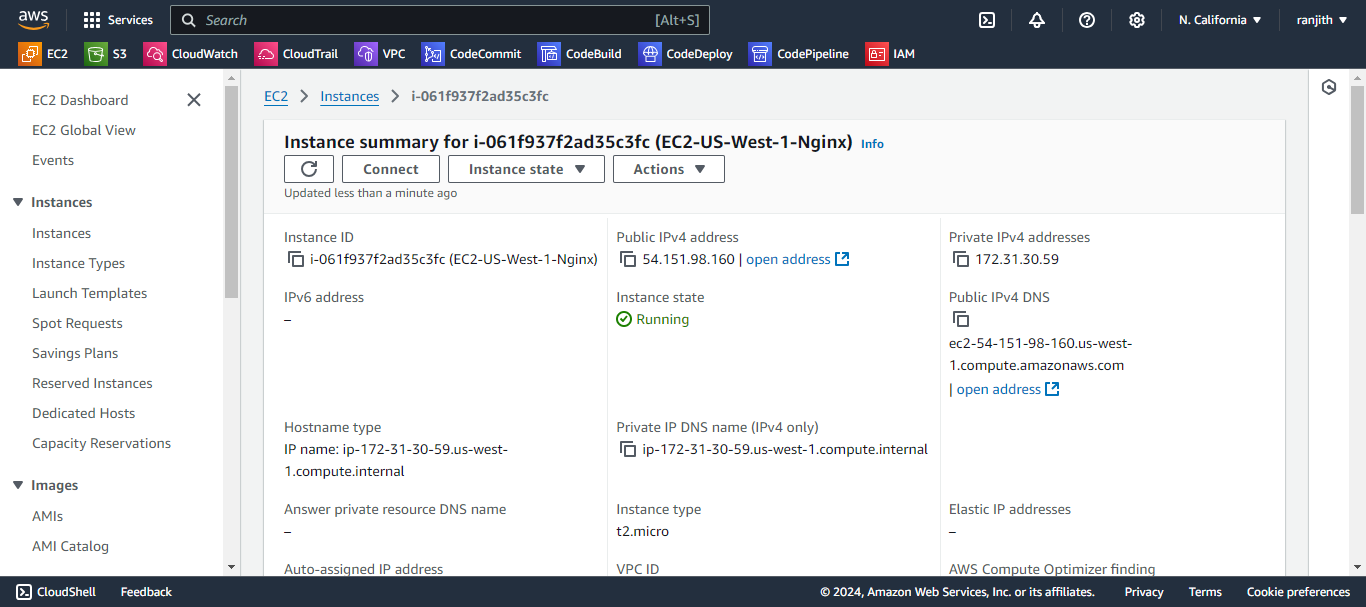 aws
Services
Search
[Alt+S]
N. California
ranjith
EC2
S3
CloudWatch
CloudTrail
VPC
CodeCommit
CodeBuild
CodeDeploy
CodePipeline
IAM
EC2 Dashboard
EC2 Global View
Events
Instances
Instances
Instance Types
Launch Templates
Spot Requests
Savings Plans
Reserved Instances
Dedicated Hosts
Capacity Reservations
Images
AMIs
AMI Catalog
EC2 > Instances > i-061f937f2ad35c3fc
Instance summary for i-061f937f2ad35c3fc (EC2-US-West-1-Nginx) Info
Connect
Instance state
Actions
Updated less than a minute ago
Instance ID
i-061f937f2ad35c3fc (EC2-US-West-1-Nginx)
Public IPv4 address
54.151.98.160 | open address
Private IPv4 addresses
172.31.30.59
IPv6 address
–
Instance state
Running
Public IPv4 DNS
ec2-54-151-98-160.us-west-
1.compute.amazonaws.com
| open address
Hostname type
IP name: ip-172-31-30-59.us-west-
1.compute.internal
Private IP DNS name (IPv4 only)
ip-172-31-30-59.us-west-1.compute.internal
Answer private resource DNS name
–
Instance type
t2.micro
Elastic IP addresses
–
Auto-assigned IP address
VPC ID
AWS Compute Optimizer finding
CloudShell
Feedback
© 2024, Amazon Web Services, Inc. or its affiliates.
Privacy
Terms
Cookie preferences